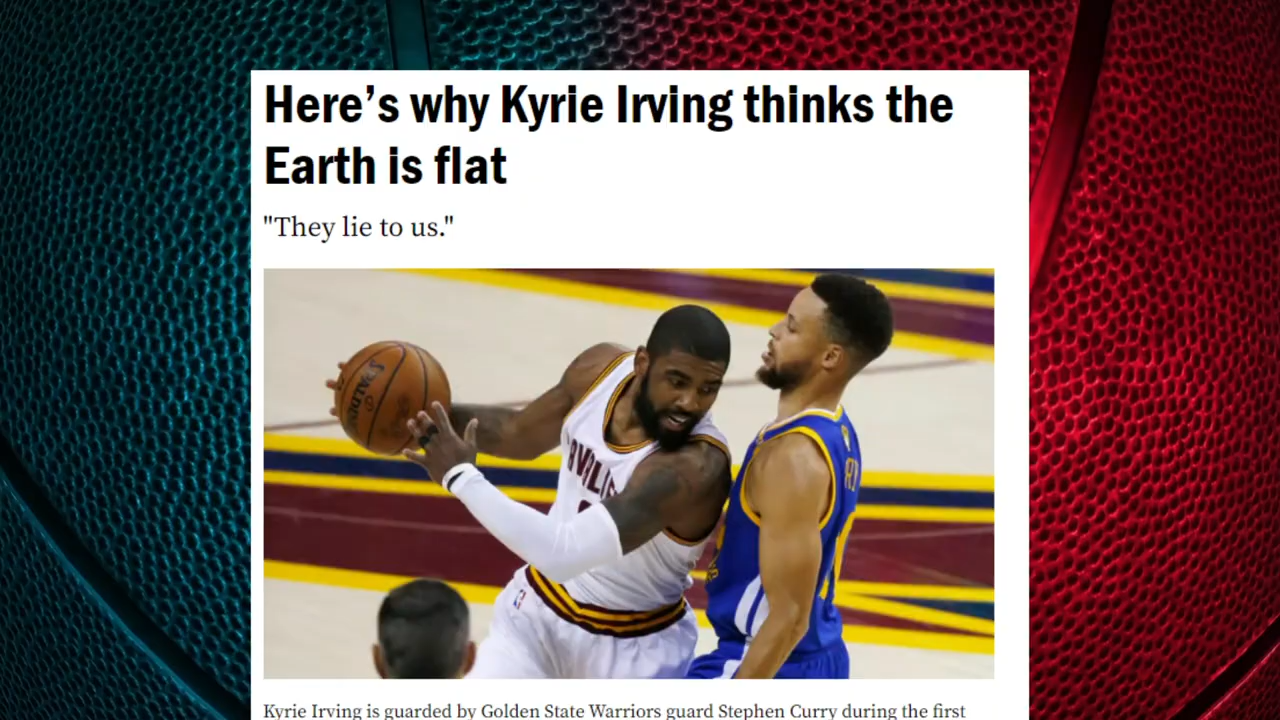 Here’s why Kyrie Irving thinks the
Earth is flat
"They lie to us."
SPALDING
Kyrie Irving is guarded by Golden State Warriors guard Stephen Curry during the first